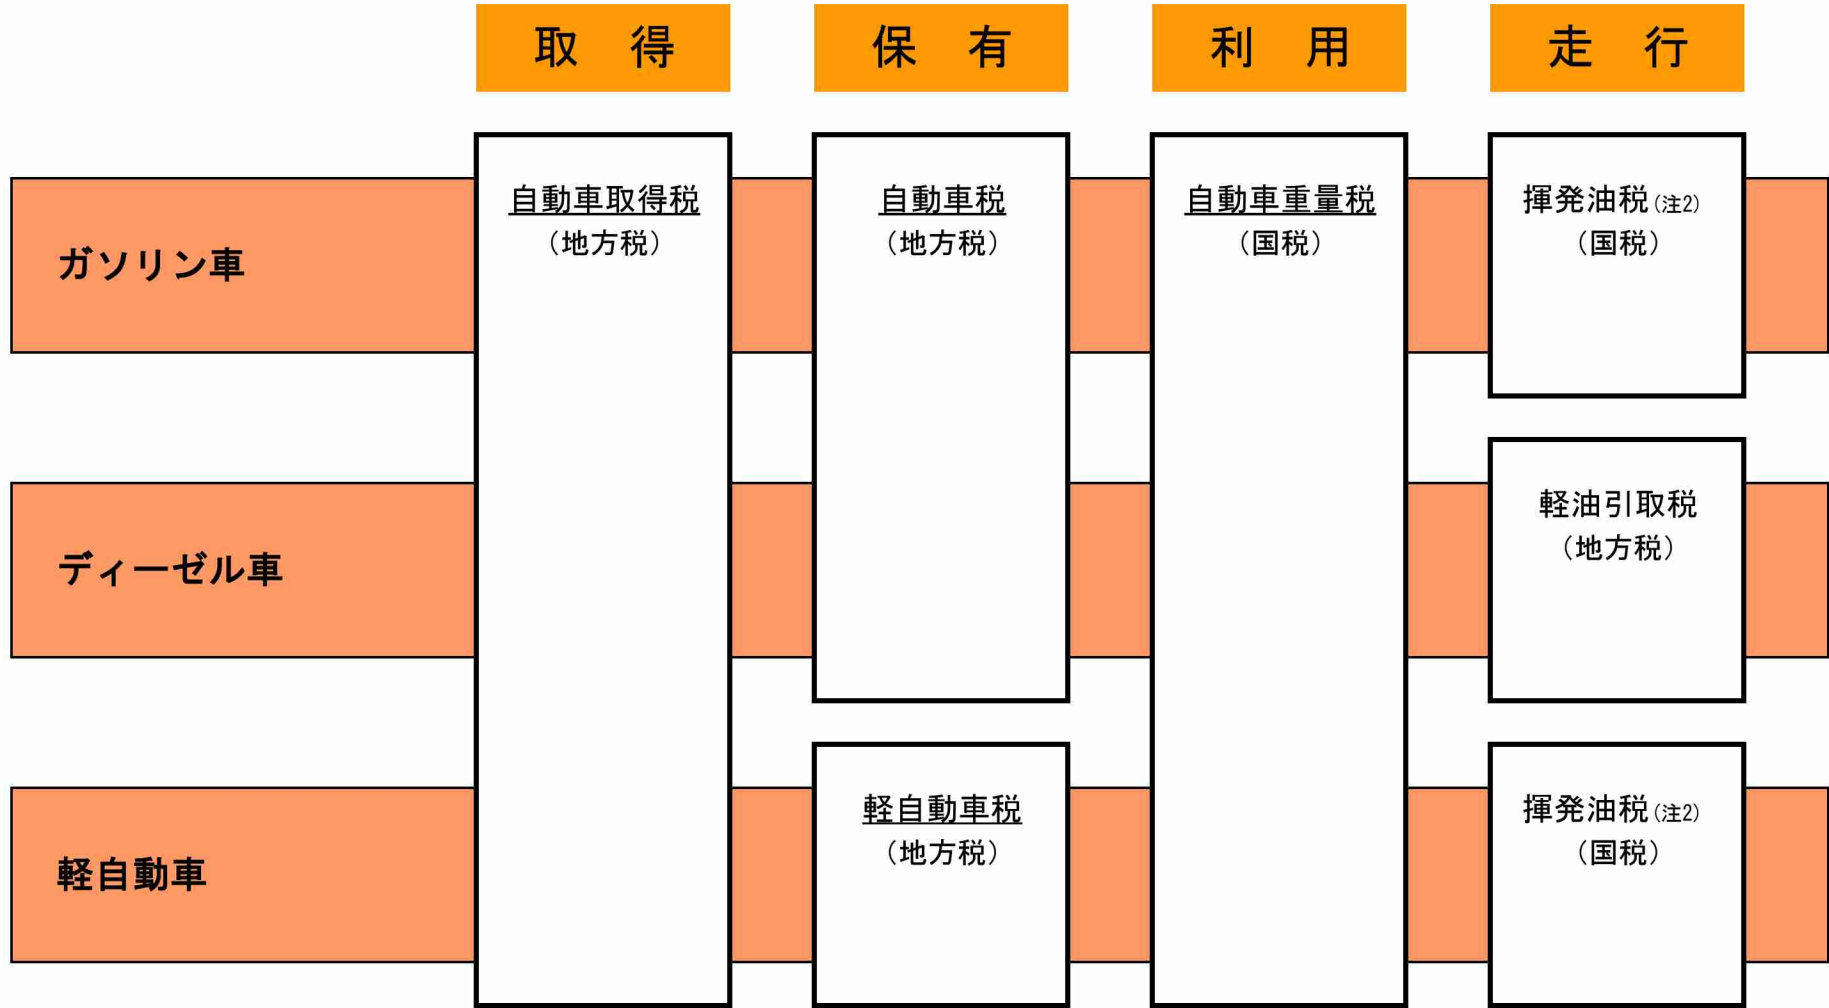 取　得
保　有
利　用
走　行
ガソリン車
自動車取得税
（地方税）
自動車税
（地方税）
自動車重量税
（国税）
揮発油税(注2)
（国税）
ディーゼル車
軽油引取税
（地方税）
軽自動車
軽自動車税
（地方税）
揮発油税(注2)
（国税）